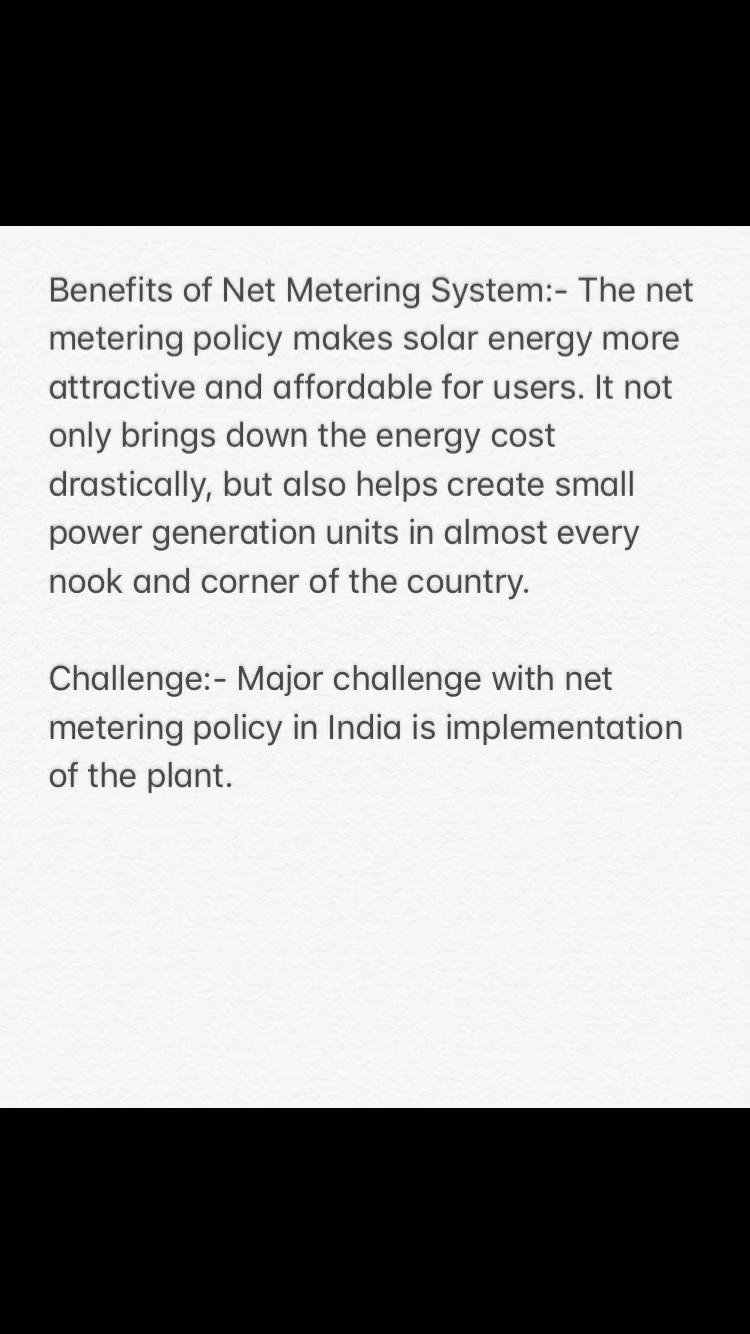 Benefits of Net Metering System:- The net
metering policy makes solar energy more
attractive and affordable for users. It not
only brings down the energy cost
drastically, but also helps create small
power generation units in almost every
nook and corner of the country.
Challenge:- Major challenge with net
metering policy in India is implementation
of the plant.